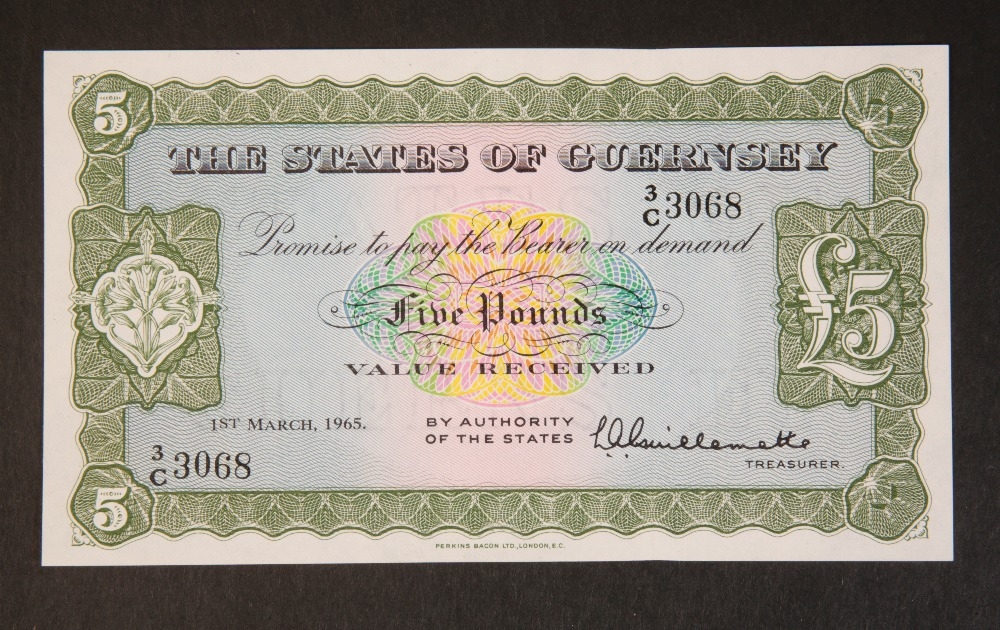 5
THE STATES OF GUERNSEY
3/C 3068
Promise to pay the Bearer on demand
Five Pounds
£5
VALUE RECEIVED
1ST MARCH, 1965.
BY AUTHORITY
OF THE STATES
L. Guillemette
TREASURER.
3/C 3068
5
PERKINS BACON LTD., LONDON, E.C.